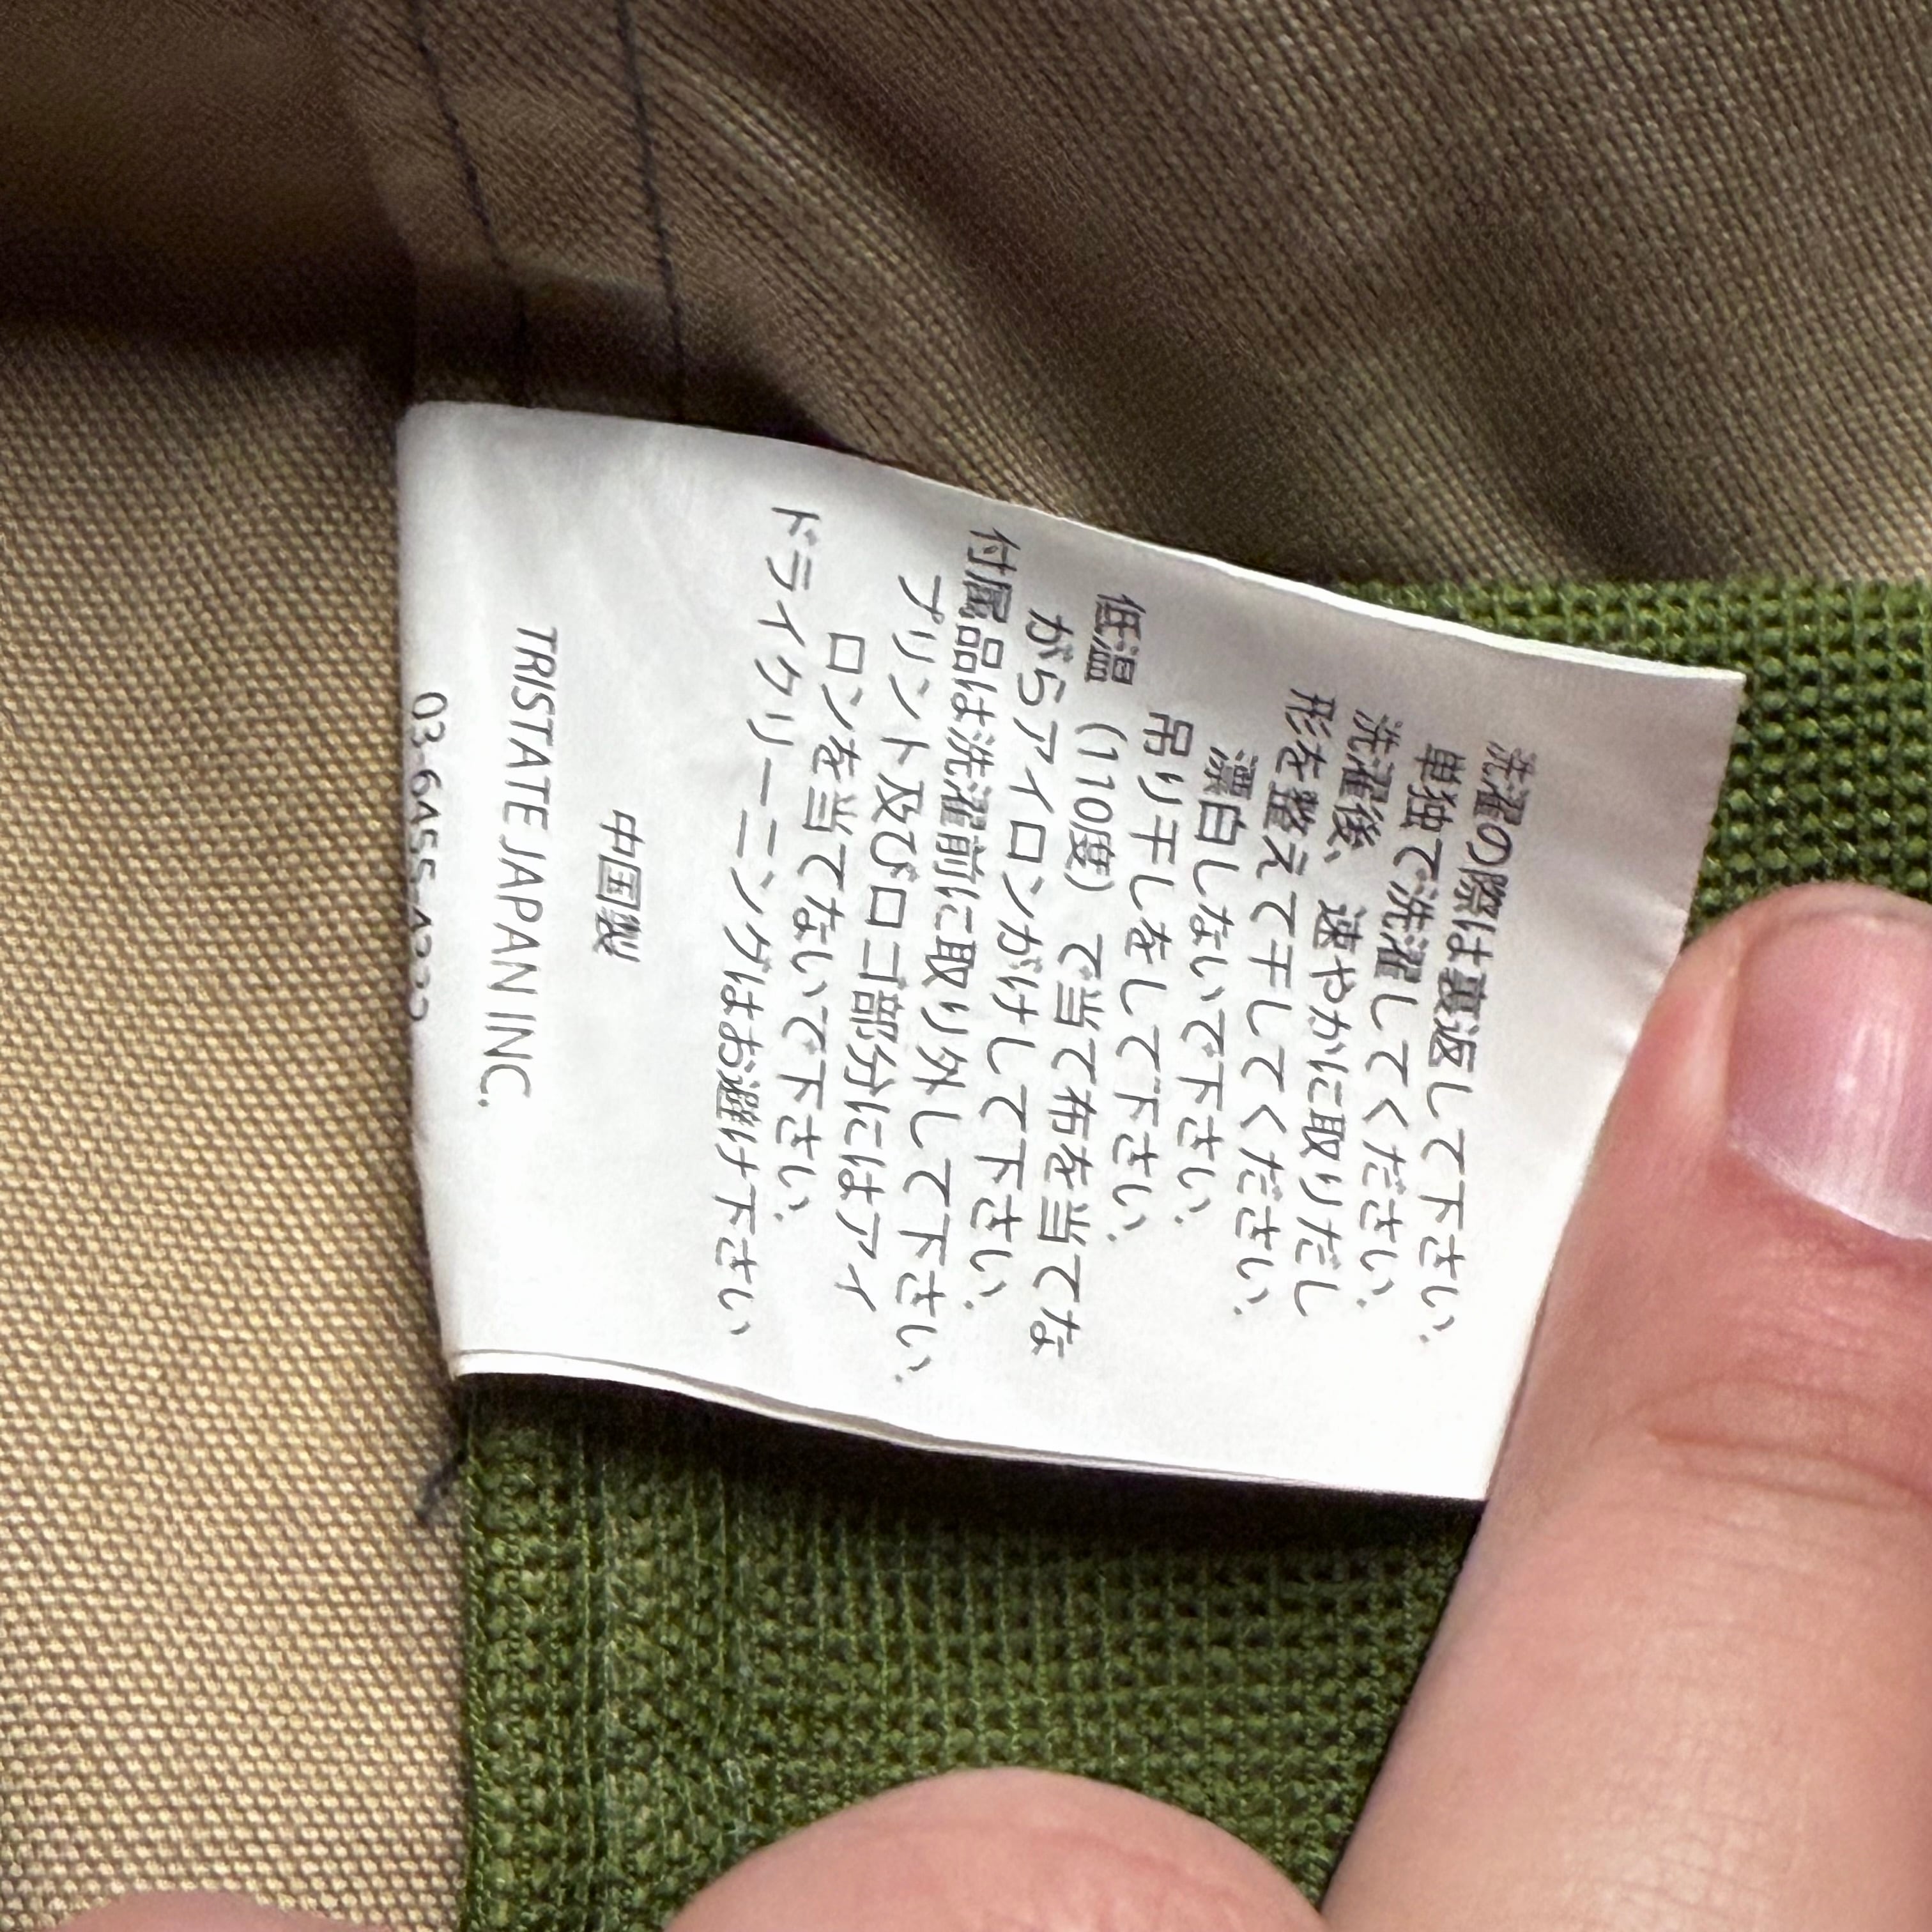 洗濯の際は裏返して下さい.
単独で洗濯してください.
洗濯後、速やかに取りだし
形を整えて干してください.
漂白しないで下さい.
吊り干しをして下さい.
低温（110度）で当て布を当てな
がらアイロンがけして下さい.
付属品は洗濯前に取り外して下さい.
プリント及びロゴ部分にはアイ
ロンを当てないで下さい.
ドライクリーニングはお避け下さい
中国製
TRISTATE JAPAN INC.